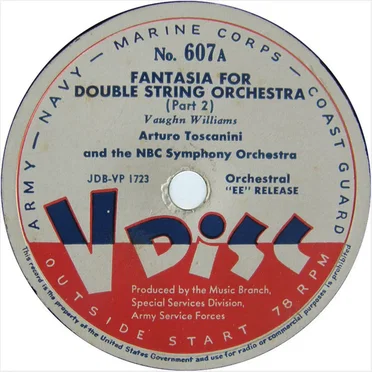 ARMY — NAVY — MARINE CORPS — COAST GUARD
No. 607A
FANTASIA FOR
DOUBLE STRING ORCHESTRA
(Part 2)
Vaughn Williams
Arturo Toscanini
and the NBC Symphony Orchestra
JDB-VP 1723
Orchestral
"EE" RELEASE
V DISC
Produced by the Music Branch,
Special Services Division,
Army Service Forces
OUTSIDE START 78 RPM
This record is the property of the United States Government and use for radio or commercial purposes is prohibited